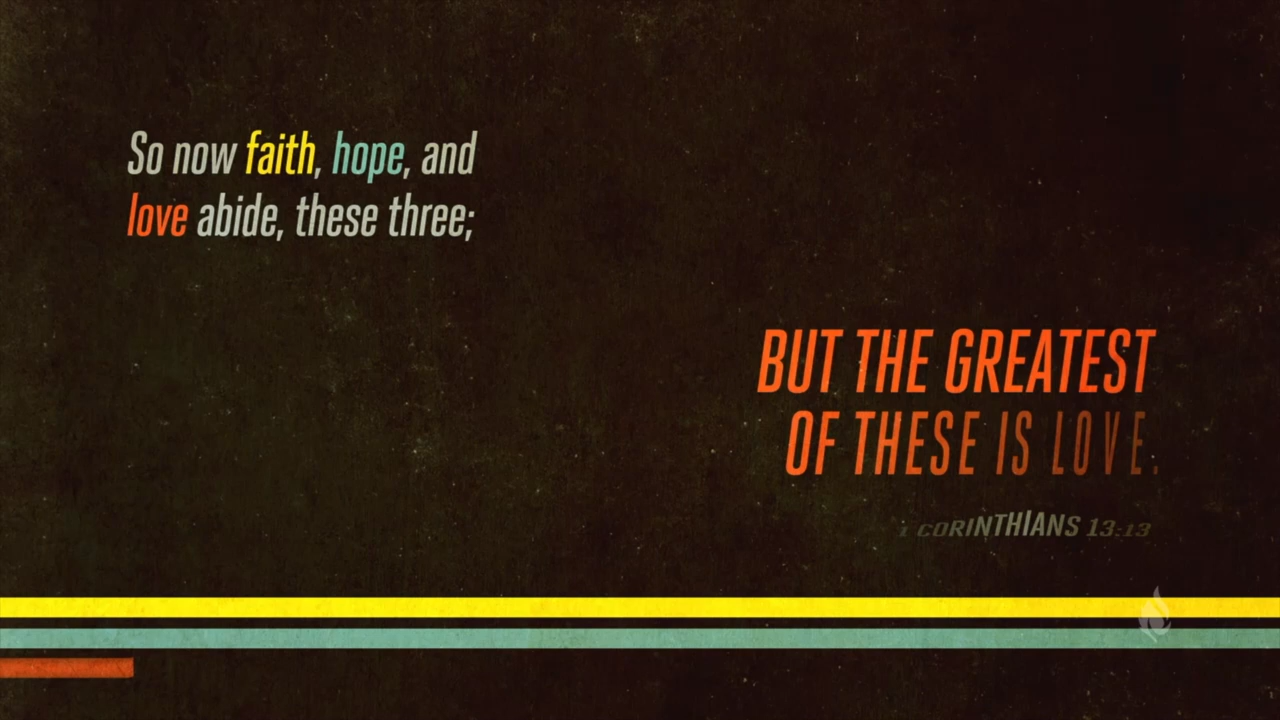 So now faith, hope, and
love abide, these three;
BUT THE GREATEST
OF THESE IS LOVE.
1 CORINTHIANS 13:13